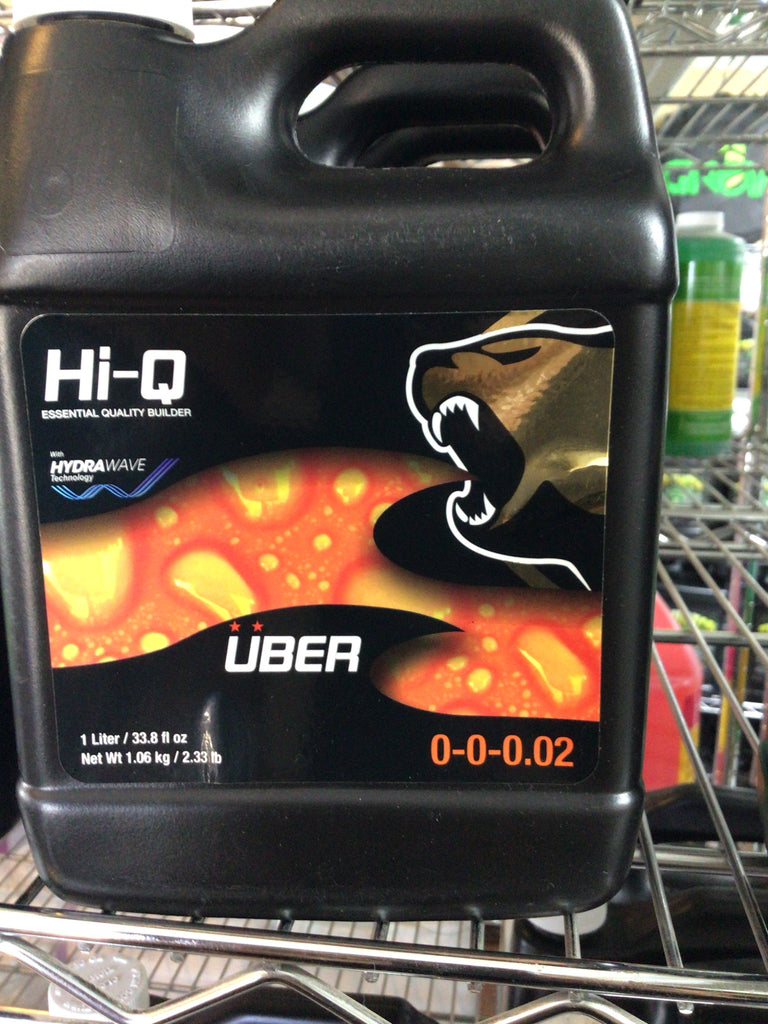 Hi-Q
ESSENTIAL QUALITY BUILDER
With
HYDRAWAVE
Technology
ÜBER
1 Liter / 33.8 fl oz
Net Wt 1.06 kg / 2.33 lb
0-0-0.02